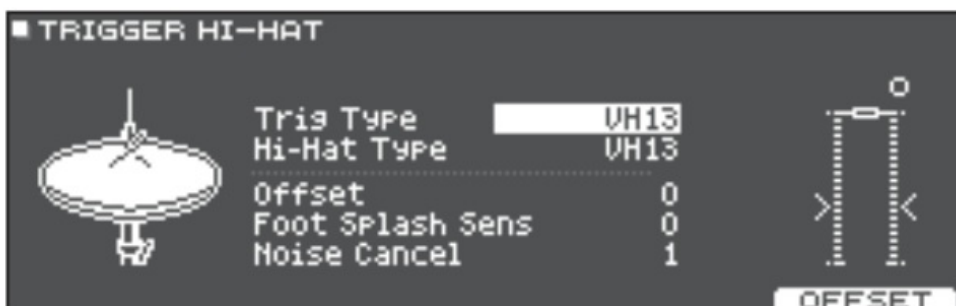 TRIGGER HI-HAT
Trig Type VH13
Hi-Hat Type VH13
Offset 0
Foot Splash Sens 0
Noise Cancel 1
OFFSET